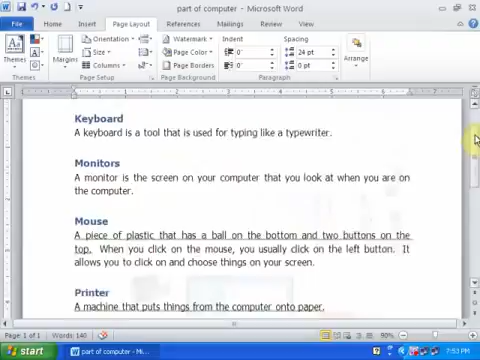 part of computer - Microsoft Word
File Home Insert Page Layout References Mailings Review View
Themes
Margins
Orientation
Size
Page Setup
Watermark
Page Color
Page Borders
Page Background
Indent
0"
0"
Spacing
24 pt
0 pt
Paragraph
Arrange
Keyboard
A keyboard is a tool that is used for typing like a typewriter.
Monitors
A monitor is the screen on your computer that you look at when you are on
the computer.
Mouse
A piece of plastic that has a ball on the bottom and two buttons on the
top. When you click on the mouse, you usually click on the left button. It
allows you to click on and choose things on your screen.
Printer
A machine that puts things from the computer onto paper.
Page: 1 of 1 Words: 140 90%
start part of computer - Mi... 7:53 PM